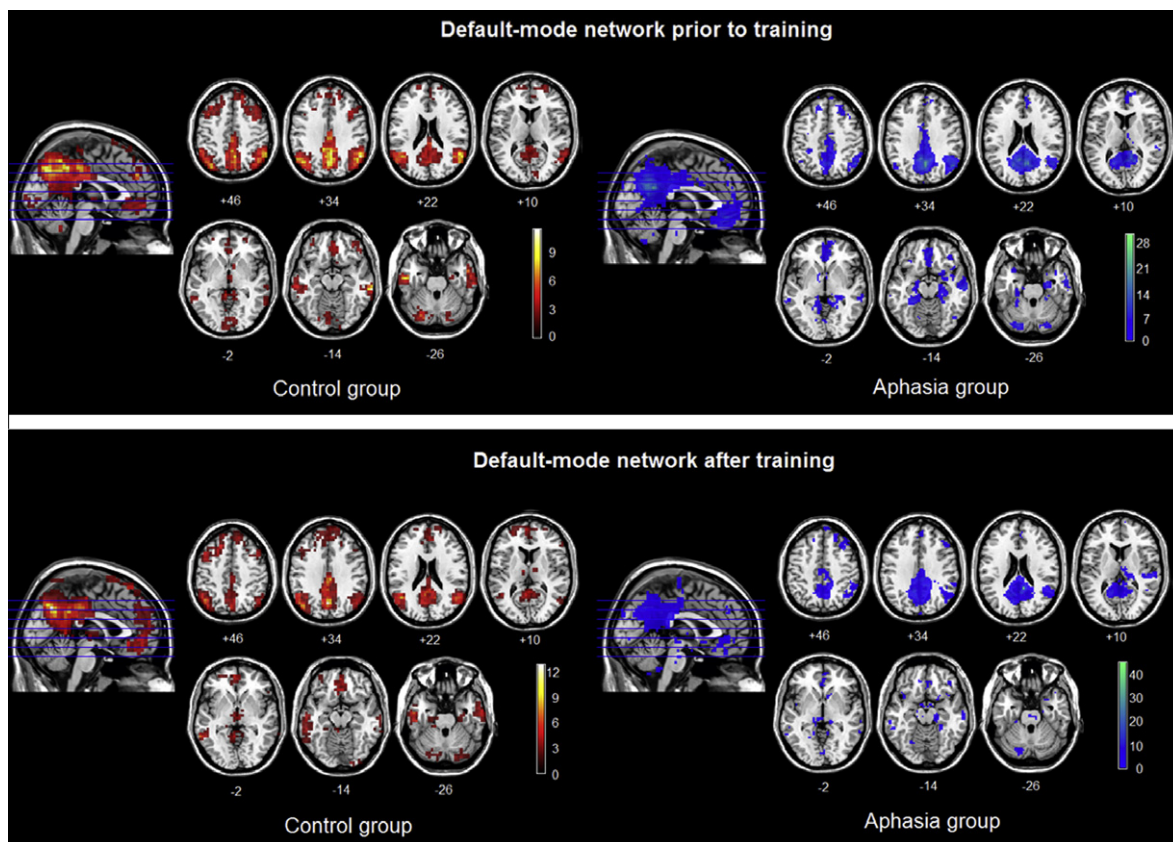 Default-mode network prior to training
+46 +34 +22 +10
+46 +34 +22 +10
9
6
3
0
28
21
14
7
0
-2 -14 -26
-2 -14 -26
Control group
Aphasia group
Default-mode network after training
+46 +34 +22 +10
+46 +34 +22 +10
12
9
6
3
0
40
30
20
10
0
-2 -14 -26
-2 -14 -26
Control group
Aphasia group